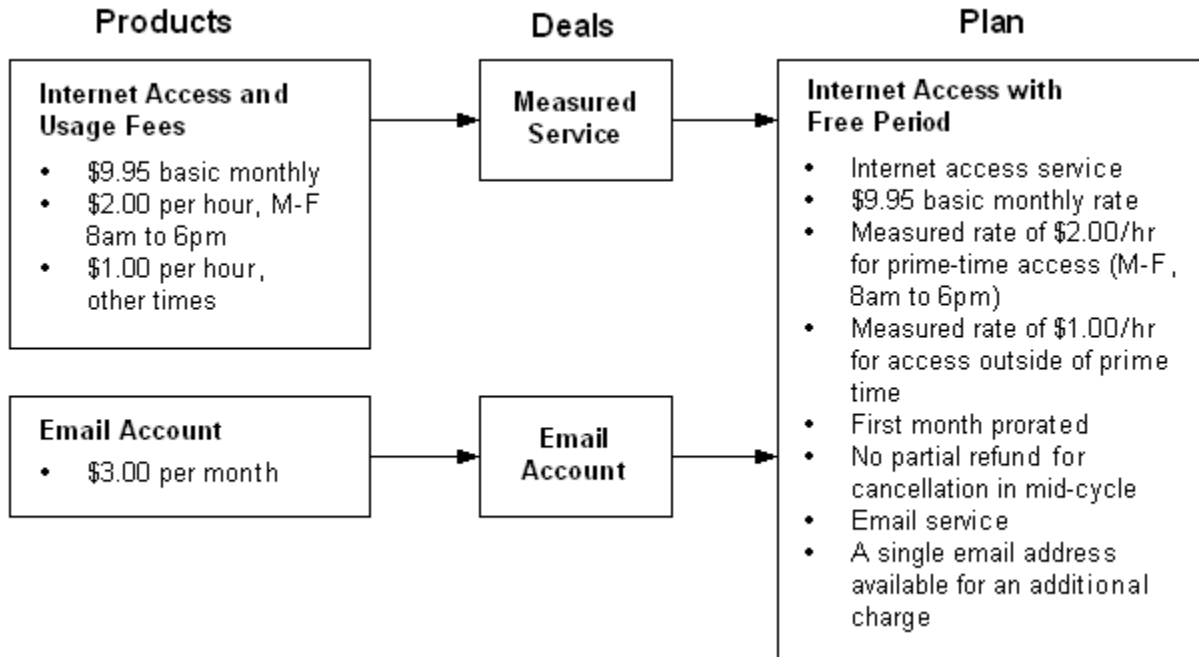 Products
Deals
Plan
Internet Access and
Usage Fees
• $9.95 basic monthly
• $2.00 per hour, M-F
8am to 6pm
• $1.00 per hour,
other times
Measured
Service
Email Account
• $3.00 per month
Email
Account
Internet Access with
Free Period
• Internet access service
• $9.95 basic monthly rate
• Measured rate of $2.00/hr
for prime-time access (M-F,
8am to 6pm)
• Measured rate of $1.00/hr
for access outside of prime
time
• First month prorated
• No partial refund for
cancellation in mid-cycle
• Email service
• A single email address
available for an additional
charge